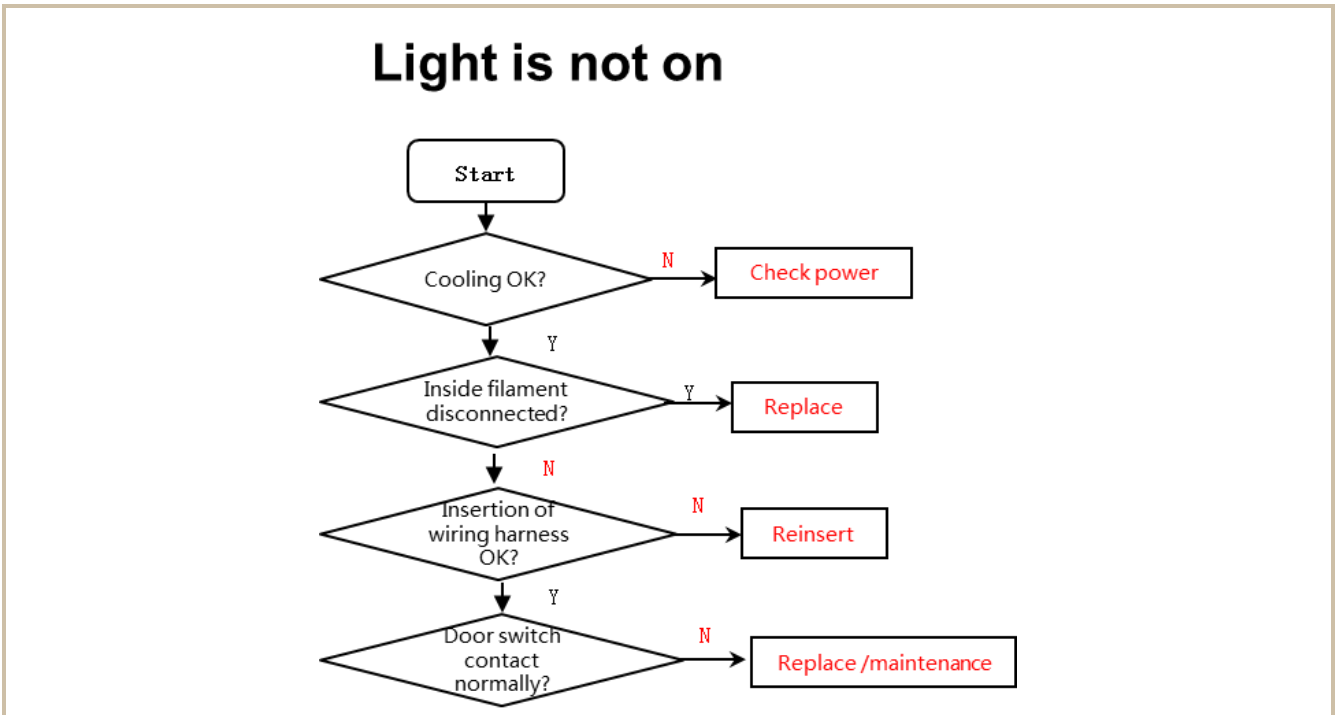 Light is not on
Start
Cooling OK?
N
Check power
Y
Inside filament
disconnected?
Y
Replace
N
Insertion of
wiring harness
OK?
N
Reinsert
Y
Door switch
contact
normally?
N
Replace /maintenance